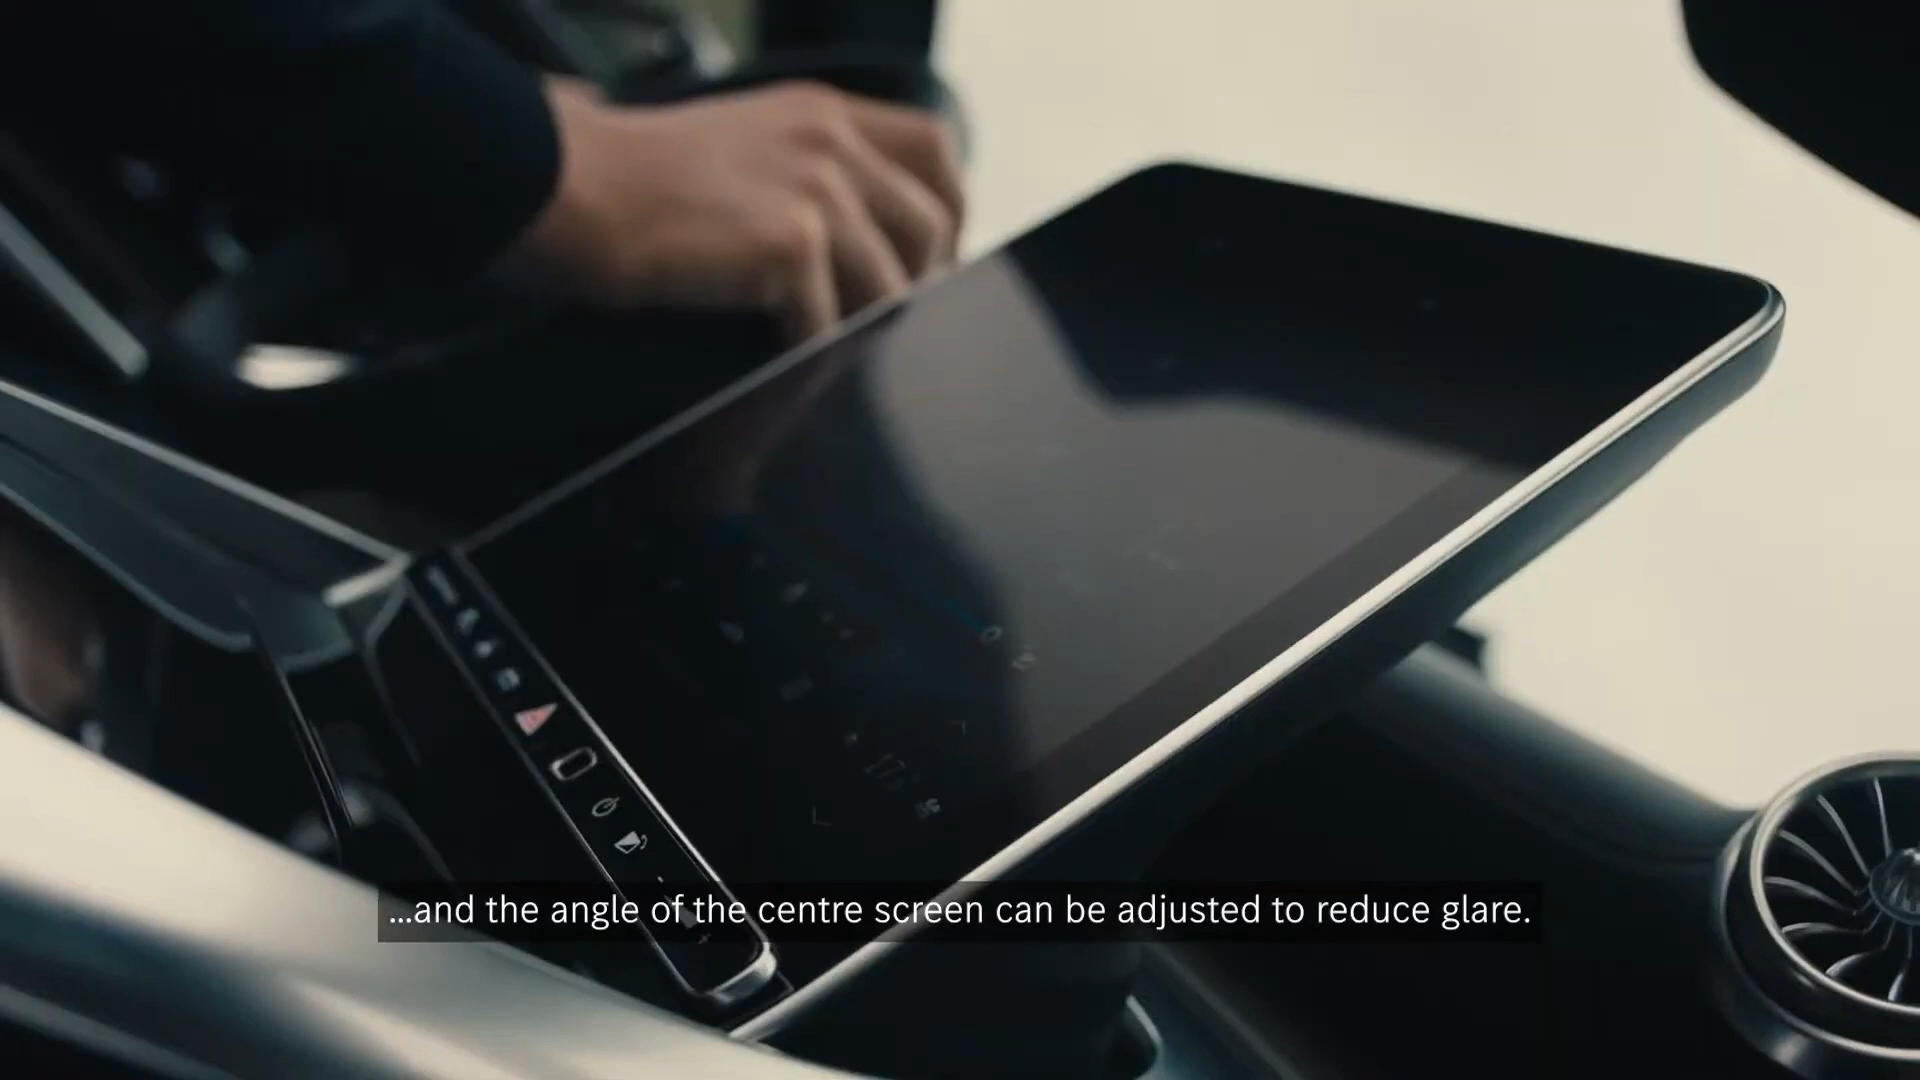 ...and the angle of the centre screen can be adjusted to reduce glare.